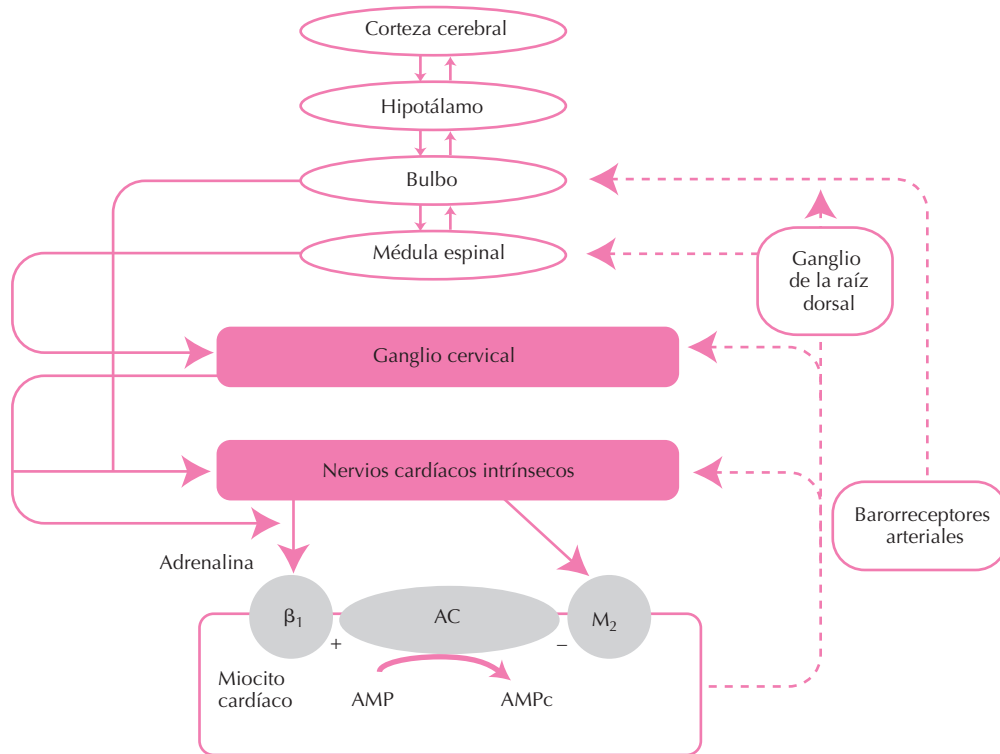 Corteza cerebral
Hipotálamo
Bulbo
Médula espinal
Ganglio
de la raíz
dorsal
Ganglio cervical
Nervios cardíacos intrínsecos
Barorreceptores
arteriales
Adrenalina
β₁
AC
M₂
+
–
Miocito
cardíaco
AMP
AMPc